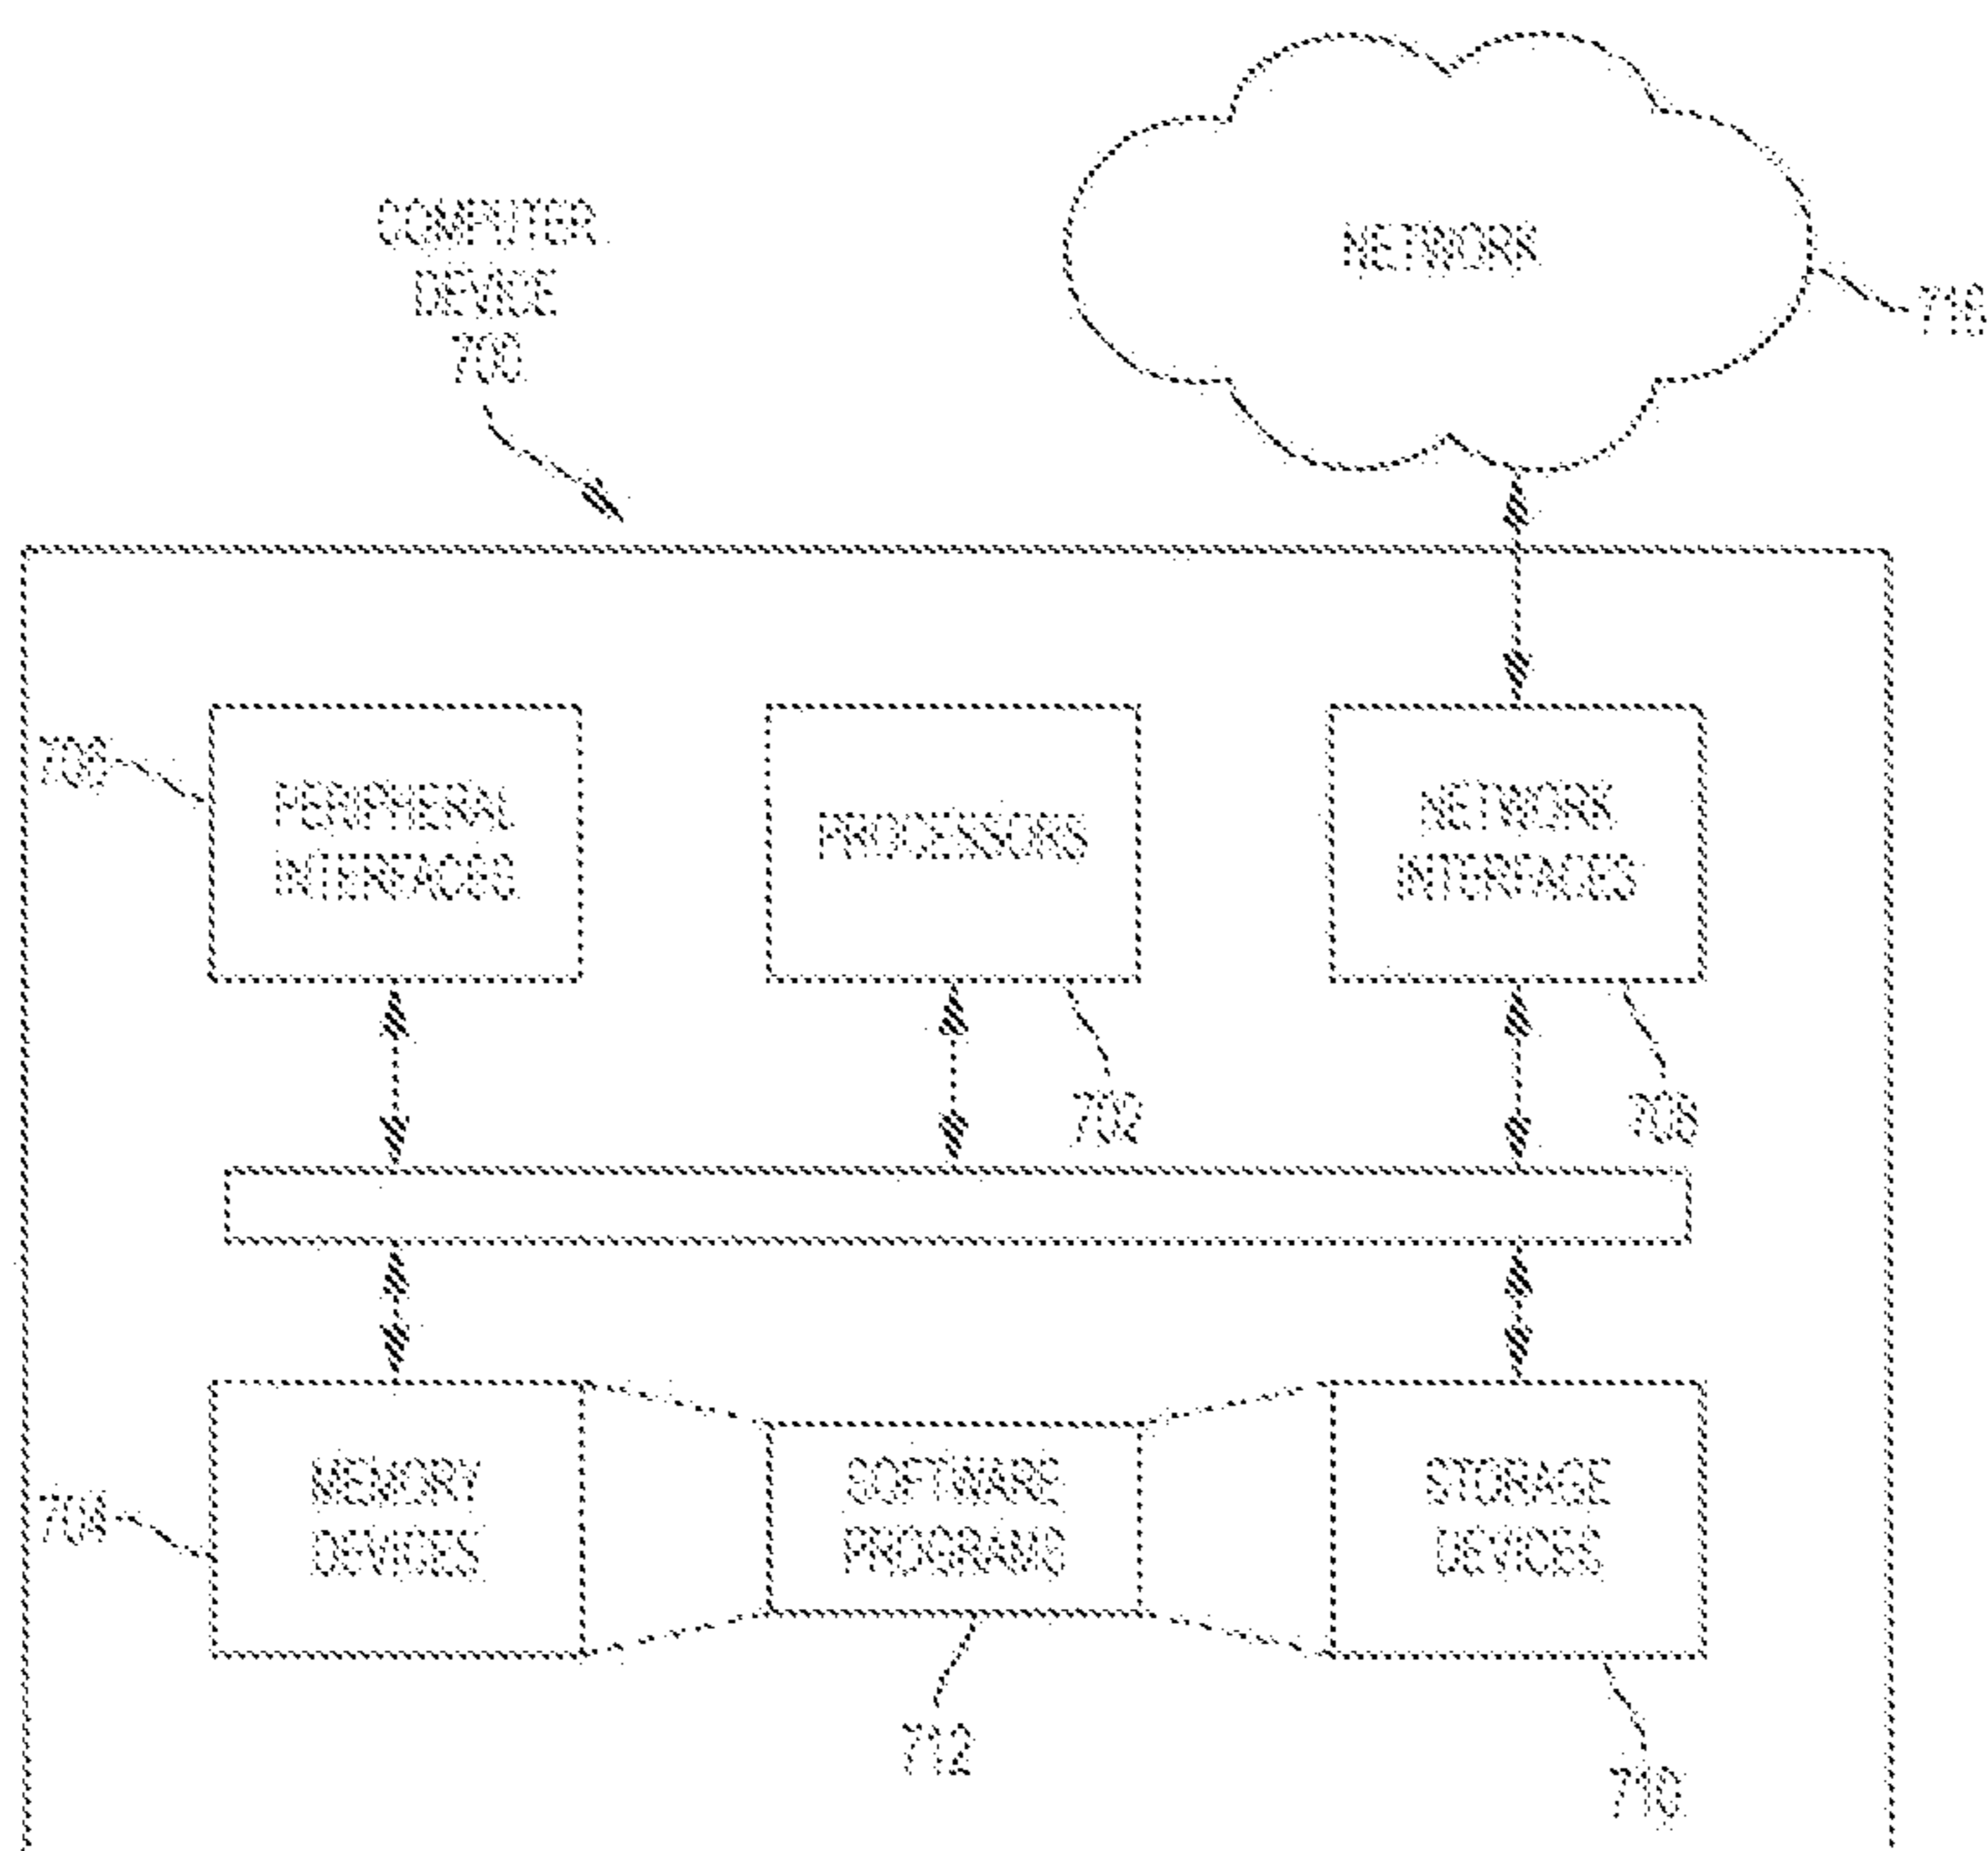 COMPUTER
DEVICE
700
NETWORK
PERIPHERAL
INTERFACES
PROCESSORS
NETWORK
INTERFACES
702
MEMORY
DEVICES
SOFTWARE
PROGRAMS
STORAGE
DEVICES
704
712
710